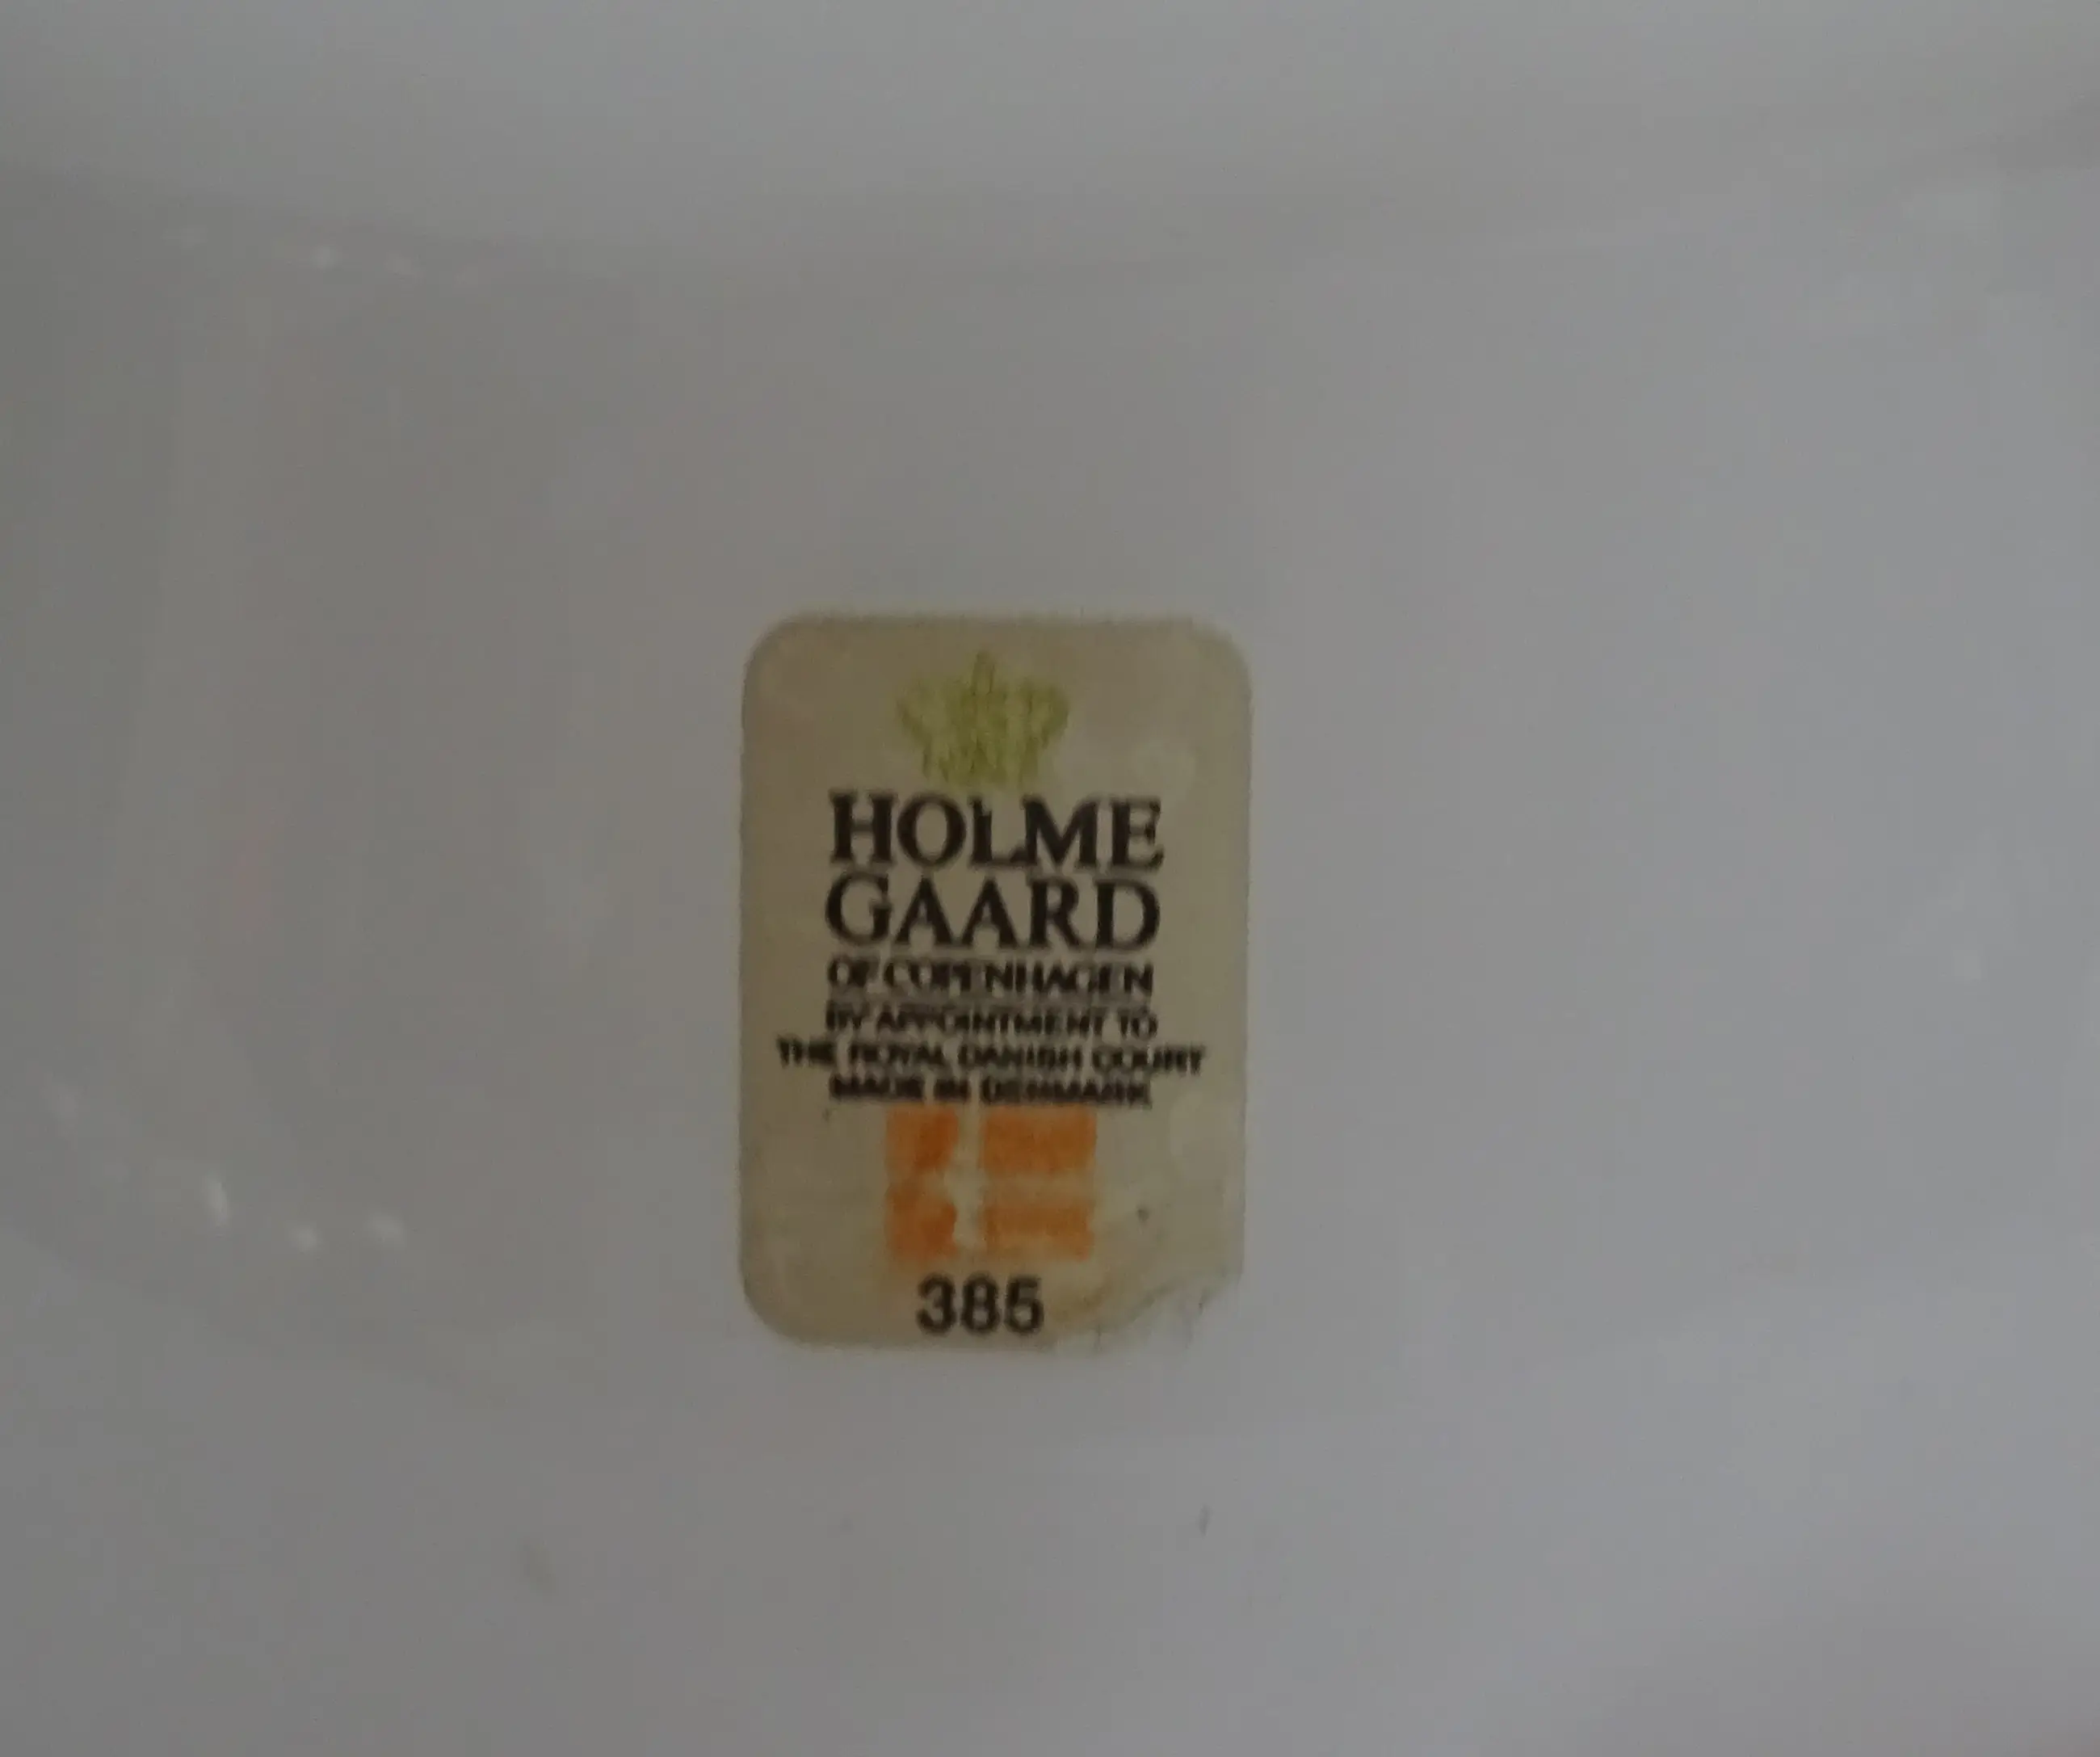 HOLME
GAARD
OF COPENHAGEN
BY APPOINTMENT TO
THE ROYAL DANISH COURT
MADE IN DENMARK
385